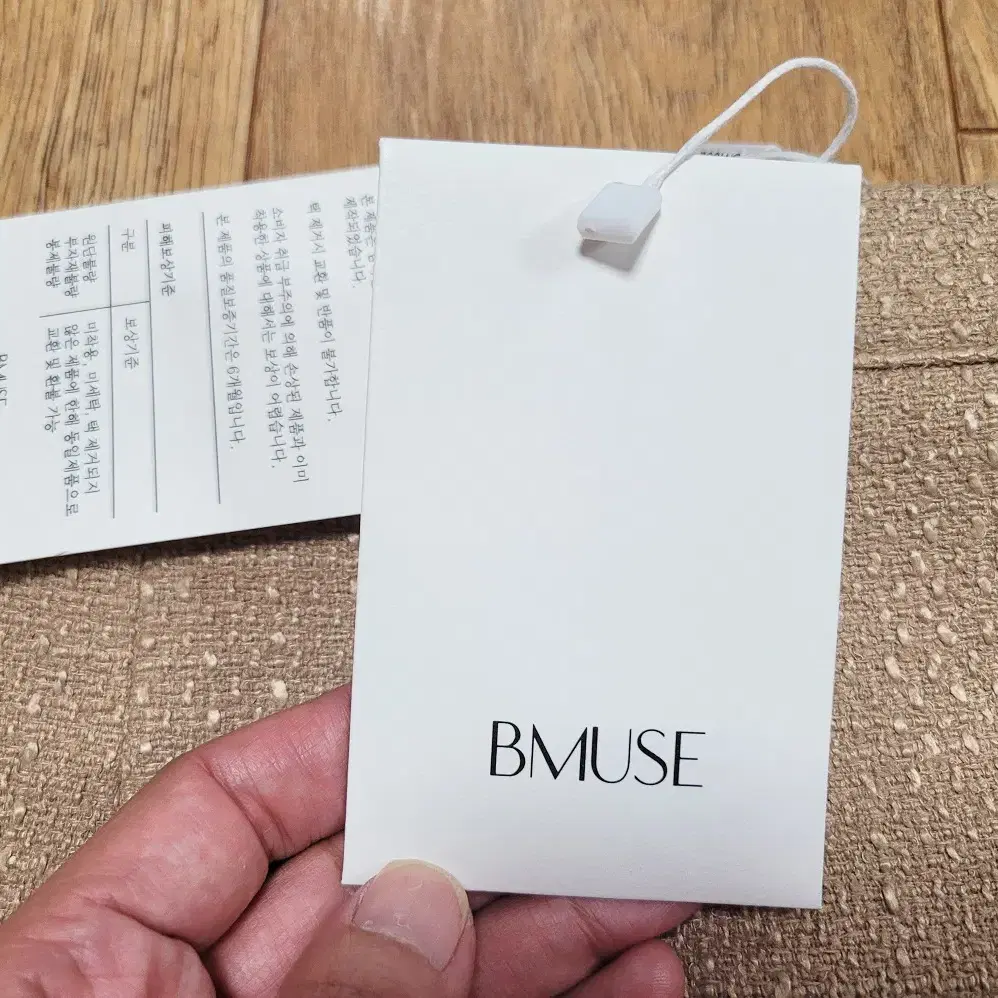 BMUSE
본 제품은
제작되었습니다.
택 제거시 교환 및 반품이 불가합니다.
소비자 취급 부주의에 의해 손상된 제품과 이미
착용한 상품에 대해서는 보상이 어렵습니다.
본 제품의 품질보증기간은 6개월입니다.
피해보상기준
구분 보상기준
원단불량 미착용, 미세탁, 택 제거되지
부자재불량 않은 제품에 한해 동일제품으로
봉제불량 교환 및 환불 가능
BMUSE